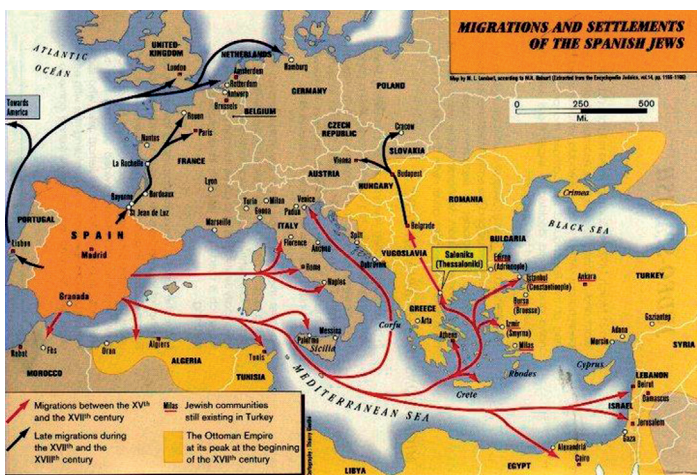 MIGRATIONS AND SETTLEMENTS
OF THE SPANISH JEWS
0 250 500
Mi.
ATLANTIC
OCÉAN
Towards
America
UNITED-
KINGDOM
London
NETHERLANDS
Amsterdam
Rotterdam
Antwerp
Brussels
BELGIUM
Hamburg
GERMANY
POLAND
CZECH
REPUBLIC
Cracow
SLOVAKIA
Vienna
AUSTRIA
HUNGARY
Budapest
Rouen
Paris
Nantes
FRANCE
La Rochelle
Bordeaux
Bayonne
St Jean de Luz
Lyon
Marseille
Turin
Milan
Genoa
Venice
Padua
ITALY
Florence
Ancona
Rome
Naples
Split
Dubrovnik
YUGOSLAVIA
Belgrade
ROMANIA
BULGARIA
Crimea
BLACK SEA
PORTUGAL
Lisbon
SPAIN
Madrid
Granada
Salonika
(Thessaloniki)
Edirne
(Adrianople)
Istanbul
(Constantinople)
Bursa
(Brousse)
Ankara
TURKEY
Gaziantep
Adana
Mersin
Izmir
(Smyrna)
Milas
GREECE
Arta
Athens
Corfu
Messina
Palermo
Sicilia
Rhodes
Crete
Cyprus
SYRIA
LEBANON
Beirut
Damascus
ISRAEL
Jerusalem
Gaza
Alexandria
Cairo
EGYPT
LIBYA
MEDITERRANEAN SEA
Rabat
Fès
MOROCCO
Oran
Algiers
ALGERIA
Tunis
TUNISIA
Migrations between the XVth
and the XVIIth century
Late migrations during
the XVIIth and the
XVIIIth century
Milas Jewish communities
still existing in Turkey
The Ottoman Empire
at its peak at the beginning
of the XVIIth century